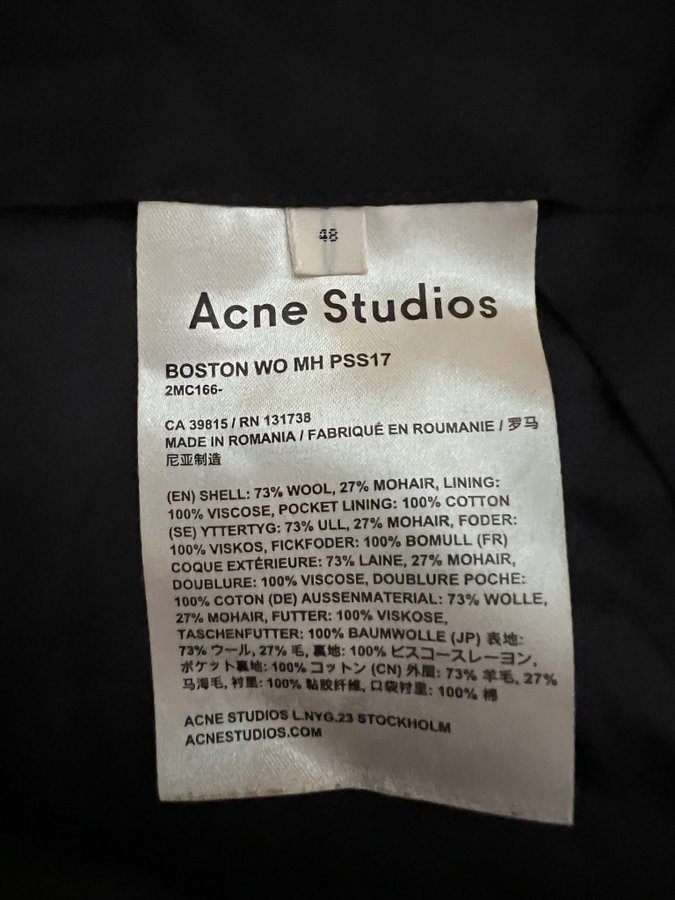 48
Acne Studios
BOSTON WO MH PSS17
2MC166-
CA 39815 / RN 131738
MADE IN ROMANIA / FABRIQUÉ EN ROUMANIE / 罗马
尼亚制造
(EN) SHELL: 73% WOOL, 27% MOHAIR, LINING:
100% VISCOSE, POCKET LINING: 100% COTTON
(SE) YTTERTYG: 73% ULL, 27% MOHAIR, FODER:
100% VISKOS, FICKFODER: 100% BOMULL (FR)
COQUE EXTÉRIEURE: 73% LAINE, 27% MOHAIR,
DOUBLURE: 100% VISCOSE, DOUBLURE POCHE:
100% COTON (DE) AUSSENMATERIAL: 73% WOLLE,
27% MOHAIR, FUTTER: 100% VISKOSE,
TASCHENFUTTER: 100% BAUMWOLLE (JP) 表地:
73% ウール, 27% 毛, 裏地: 100% ビスコースレーヨン,
ポケット裏地: 100% コットン (CN) 外层: 73% 羊毛, 27%
马海毛, 衬里: 100% 黏胶纤维, 口袋衬里: 100% 棉
ACNE STUDIOS L.NYG.23 STOCKHOLM
ACNESTUDIOS.COM